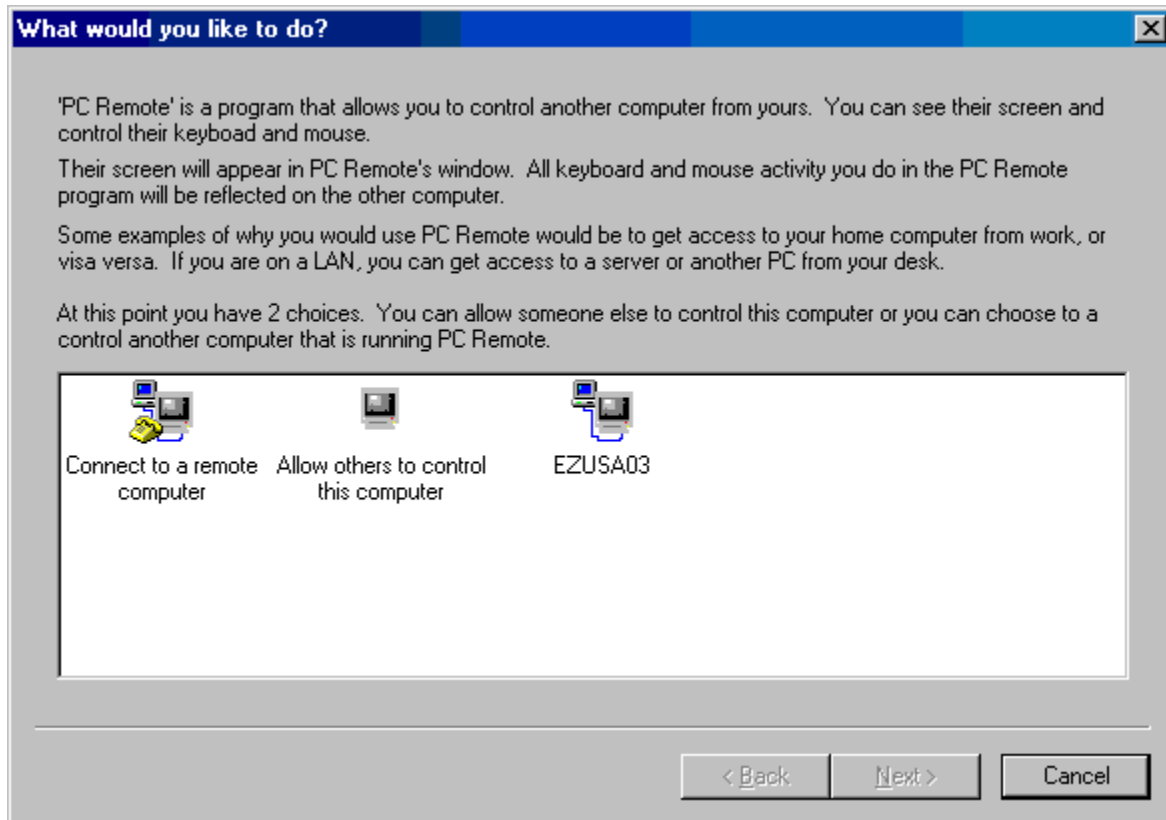 What would you like to do?
'PC Remote' is a program that allows you to control another computer from yours.  You can see their screen and
control their keyboad and mouse.
Their screen will appear in PC Remote's window.  All keyboard and mouse activity you do in the PC Remote
program will be reflected on the other computer.
Some examples of why you would use PC Remote would be to get access to your home computer from work, or
visa versa.  If you are on a LAN, you can get access to a server or another PC from your desk.
At this point you have 2 choices.  You can allow someone else to control this computer or you can choose to a
control another computer that is running PC Remote.
Connect to a remote
computer
Allow others to control
this computer
EZUSA03
< Back
Next >
Cancel